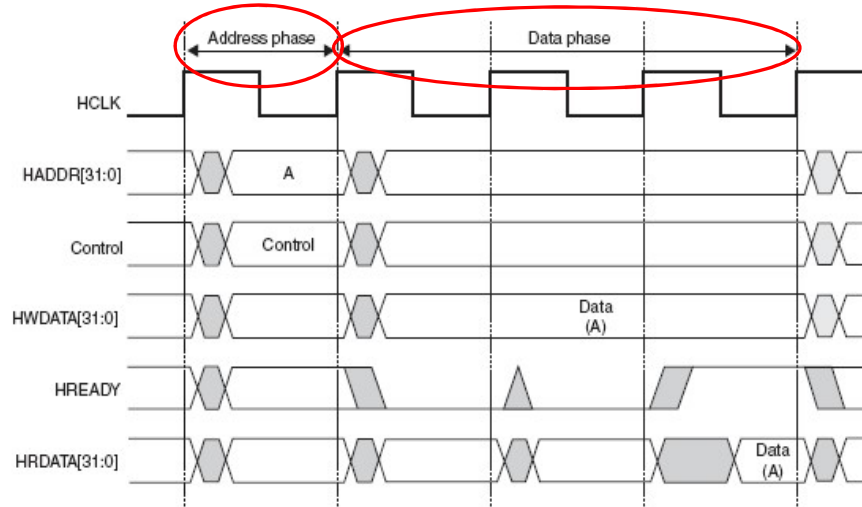 Address phase
Data phase
HCLK
HADDR[31:0]
A
Control
Control
HWDATA[31:0]
Data
(A)
HREADY
HRDATA[31:0]
Data
(A)